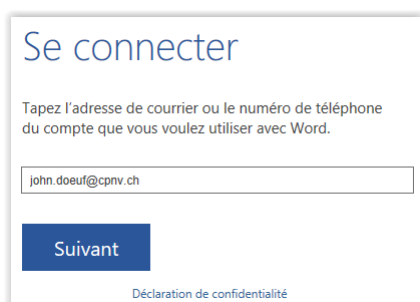 Se connecter
Tapez l'adresse de courrier ou le numéro de téléphone
du compte que vous voulez utiliser avec Word.
john.doeuf@cpnv.ch
Suivant
Déclaration de confidentialité